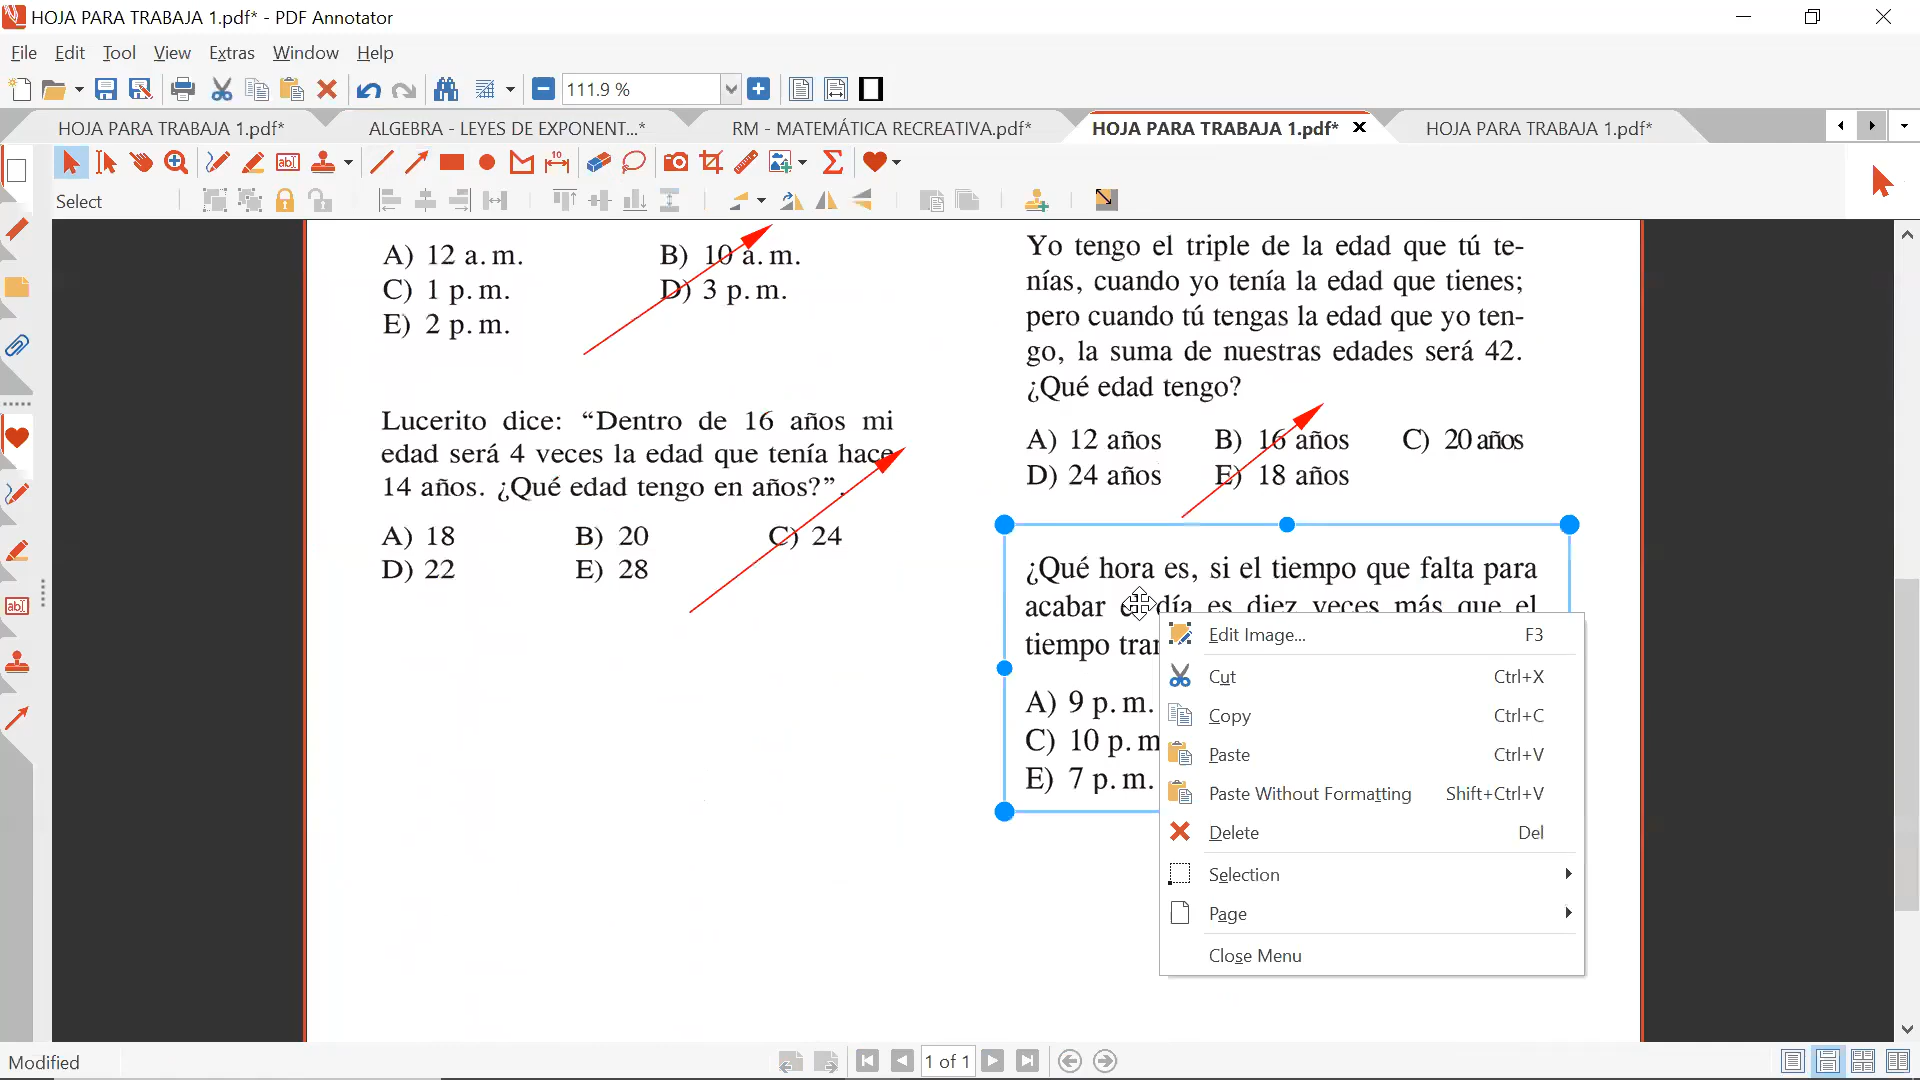 HOJA PARA TRABAJA 1.pdf* - PDF Annotator
File Edit Tool View Extras Window Help
111.9 %
HOJA PARA TRABAJA 1.pdf* ALGEBRA - LEYES DE EXPONENT...* RM - MATEMÁTICA RECREATIVA.pdf* HOJA PARA TRABAJA 1.pdf* HOJA PARA TRABAJA 1.pdf*
Select
A) 12 a. m. B) 10 a. m.
C) 1 p. m. D) 3 p. m.
E) 2 p. m.
Lucerito dice: “Dentro de 16 años mi
edad será 4 veces la edad que tenía hace
14 años. ¿Qué edad tengo en años?”.
A) 18 B) 20 C) 24
D) 22 E) 28
Yo tengo el triple de la edad que tú te-
nías, cuando yo tenía la edad que tienes;
pero cuando tú tengas la edad que yo ten-
go, la suma de nuestras edades será 42.
¿Qué edad tengo?
A) 12 años B) 16 años C) 20 años
D) 24 años E) 18 años
¿Qué hora es, si el tiempo que falta para
acabar el día es diez veces más que el
tiempo
A) 9 p. m.
C) 10 p. m
E) 7 p. m.
Edit Image... F3
Cut Ctrl+X
Copy Ctrl+C
Paste Ctrl+V
Paste Without Formatting Shift+Ctrl+V
Delete Del
Selection
Page
Close Menu
Modified 1 of 1